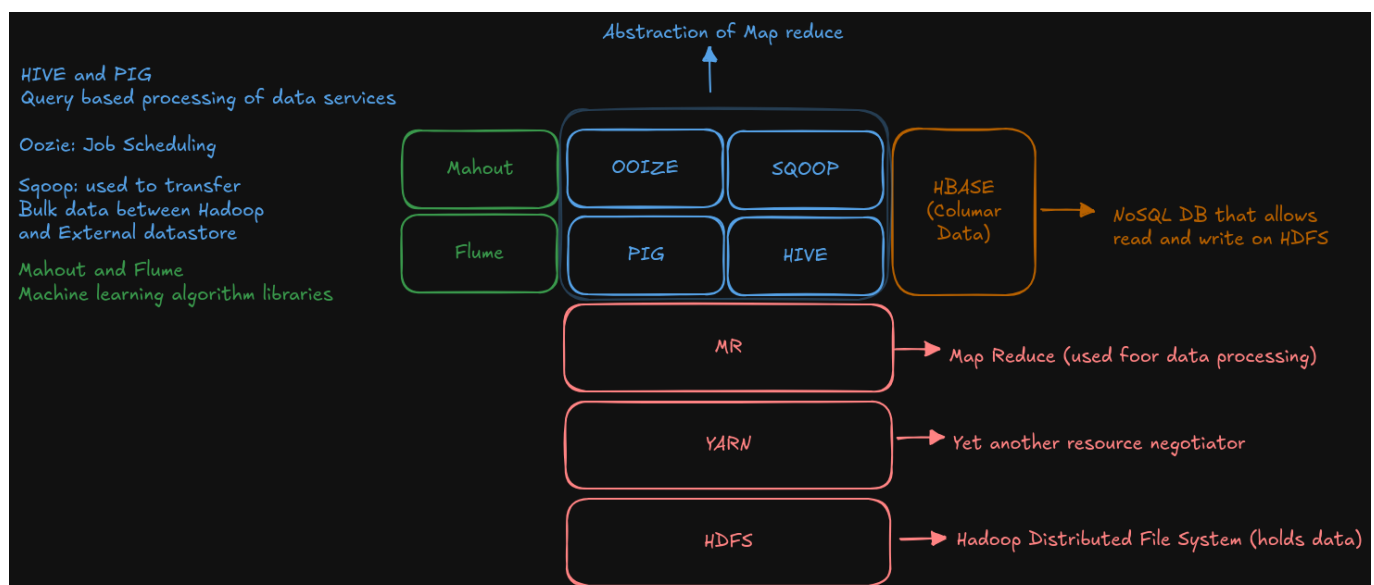 Abstraction of Map reduce
HIVE and PIG
Query based processing of data services
Oozie: Job Scheduling
Sqoop: used to transfer
Bulk data between Hadoop
and External datastore
Mahout and Flume
Machine learning algorithm libraries
Mahout
OOIZE
SQOOP
Flume
PIG
HIVE
HBASE
(Columar
Data)
NoSQL DB that allows
read and write on HDFS
MR
Map Reduce (used foor data processing)
YARN
Yet another resource negotiator
HDFS
Hadoop Distributed File System (holds data)